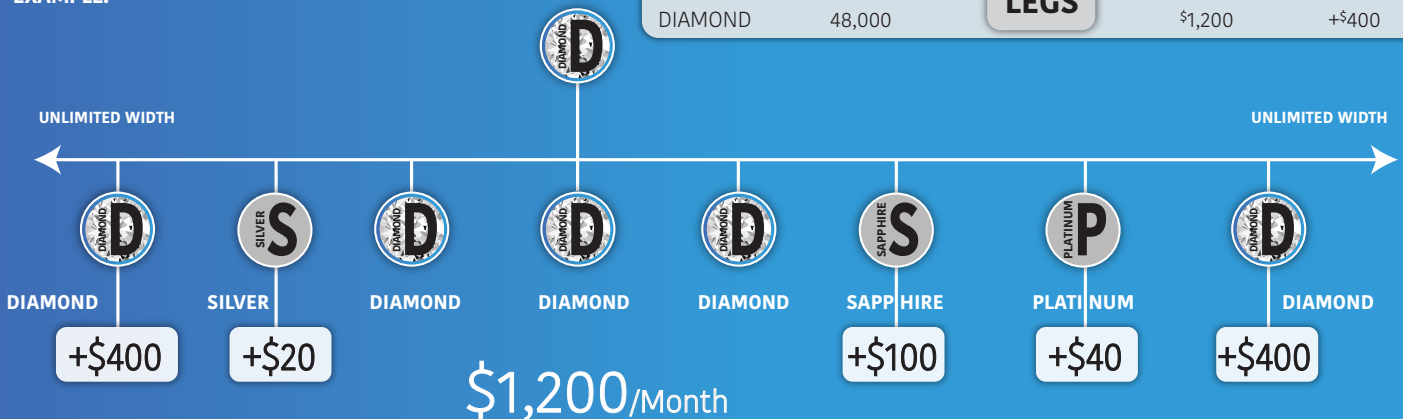 EXAMPLE:
LEGS
DIAMOND 48,000 $1,200 +$400
DIAMOND D
UNLIMITED WIDTH UNLIMITED WIDTH
DIAMOND D SILVER S DIAMOND D DIAMOND D DIAMOND D SAPPHIRE S PLATINUM P DIAMOND D
DIAMOND SILVER DIAMOND DIAMOND DIAMOND SAPPHIRE PLATINUM DIAMOND
+$400 +$20 +$100 +$40 +$400
$1,200/Month